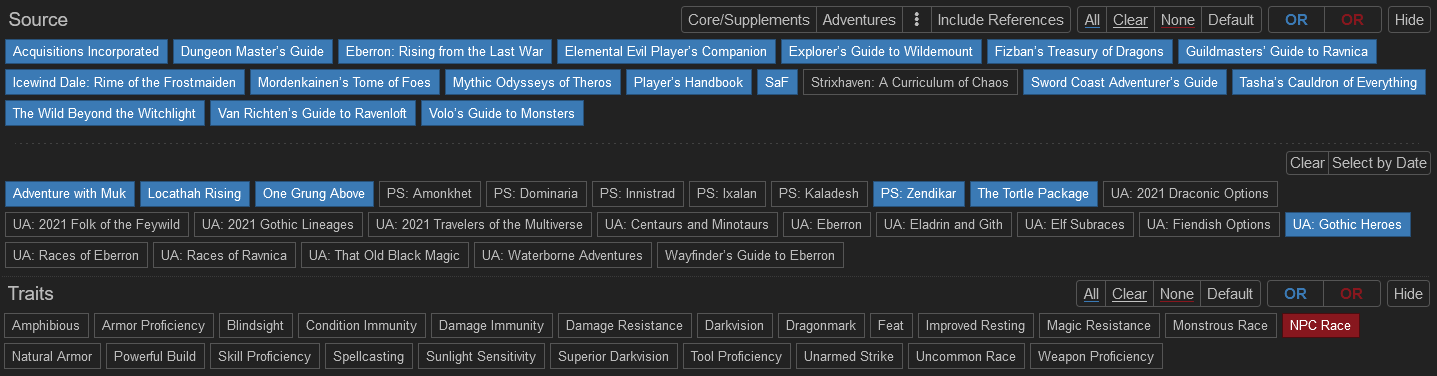 Source Core/Supplements Adventures Include References All Clear None Default OR OR Hide
Acquisitions Incorporated Dungeon Master's Guide Eberron: Rising from the Last War Elemental Evil Player's Companion Explorer's Guide to Wildemount Fizban's Treasury of Dragons Guildmasters' Guide to Ravnica
Icewind Dale: Rime of the Frostmaiden Mordenkainen's Tome of Foes Mythic Odysseys of Theros Player's Handbook SaF Strixhaven: A Curriculum of Chaos Sword Coast Adventurer's Guide Tasha's Cauldron of Everything
The Wild Beyond the Witchlight Van Richten's Guide to Ravenloft Volo's Guide to Monsters
Clear Select by Date
Adventure with Muk Locathah Rising One Grung Above PS: Amonkhet PS: Dominaria PS: Innistrad PS: Ixalan PS: Kaladesh PS: Zendikar The Tortle Package UA: 2021 Draconic Options
UA: 2021 Folk of the Feywild UA: 2021 Gothic Lineages UA: 2021 Travelers of the Multiverse UA: Centaurs and Minotaurs UA: Eberron UA: Eladrin and Gith UA: Elf Subraces UA: Fiendish Options UA: Gothic Heroes
UA: Races of Eberron UA: Races of Ravnica UA: That Old Black Magic UA: Waterborne Adventures Wayfinder's Guide to Eberron
Traits All Clear None Default OR OR Hide
Amphibious Armor Proficiency Blindsight Condition Immunity Damage Immunity Damage Resistance Darkvision Dragonmark Feat Improved Resting Magic Resistance Monstrous Race NPC Race
Natural Armor Powerful Build Skill Proficiency Spellcasting Sunlight Sensitivity Superior Darkvision Tool Proficiency Unarmed Strike Uncommon Race Weapon Proficiency